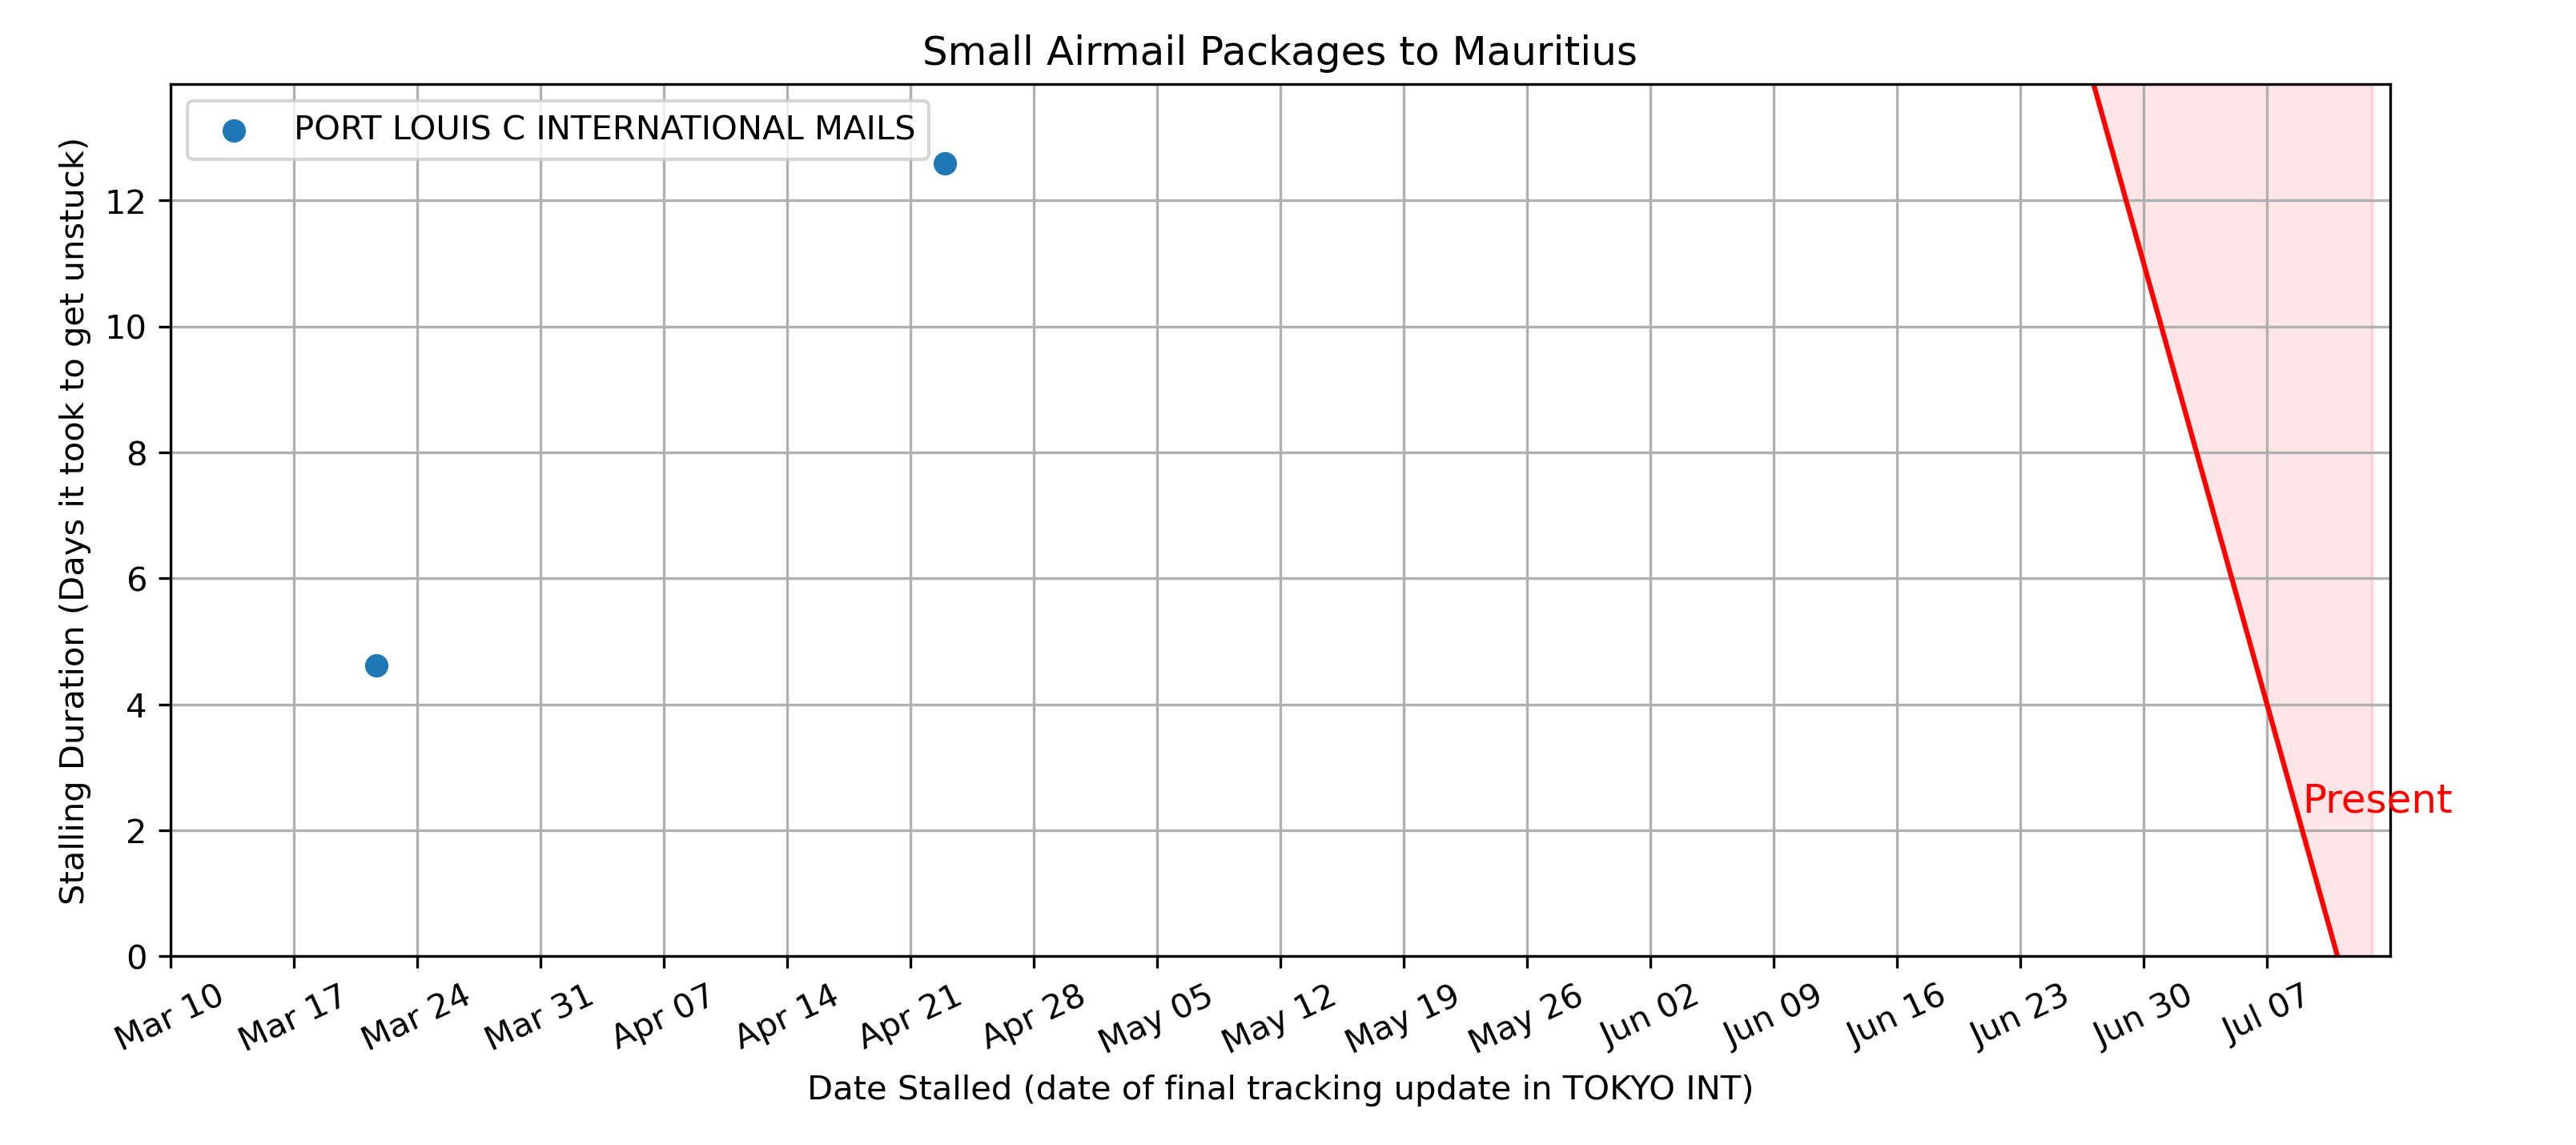 Small Airmail Packages to Mauritius
PORT LOUIS C INTERNATIONAL MAILS
Stalling Duration (Days it took to get unstuck)
12
10
8
6
4
2
0
Present
Mar 10
Mar 17
Mar 24
Mar 31
Apr 07
Apr 14
Apr 21
Apr 28
May 05
May 12
May 19
May 26
Jun 02
Jun 09
Jun 16
Jun 23
Jun 30
Jul 07
Date Stalled (date of final tracking update in TOKYO INT)